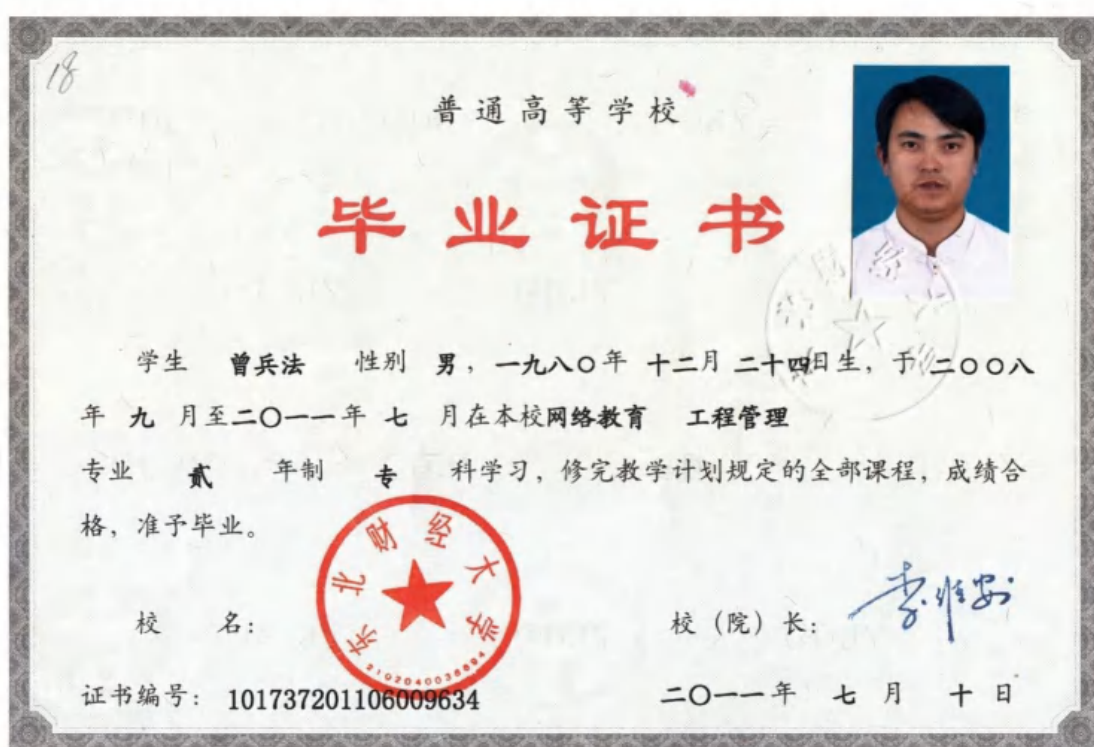 18
普通高等学校
毕业证书
学生 曾兵法 性别 男，一九八〇年 十二月 二十四日生，于 二〇〇八
年 九 月至二〇一一年 七 月在本校网络教育 工程管理
专业 贰 年制 专 科学习，修完教学计划规定的全部课程，成绩合
格，准予毕业。
东北财经大学
校 名：
校（院）长：李维安
证书编号：101737201106009634
二〇一一年 七 月 十 日